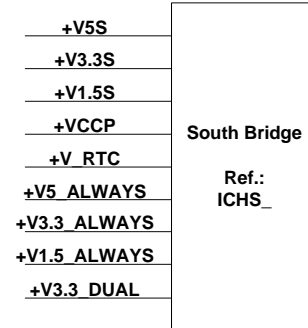 +V5S
+V3.3S
+V1.5S
+VCCP
+V_RTC
+V5_ALWAYS
+V3.3_ALWAYS
+V1.5_ALWAYS
+V3.3_DUAL
South Bridge
Ref.:
ICHS_